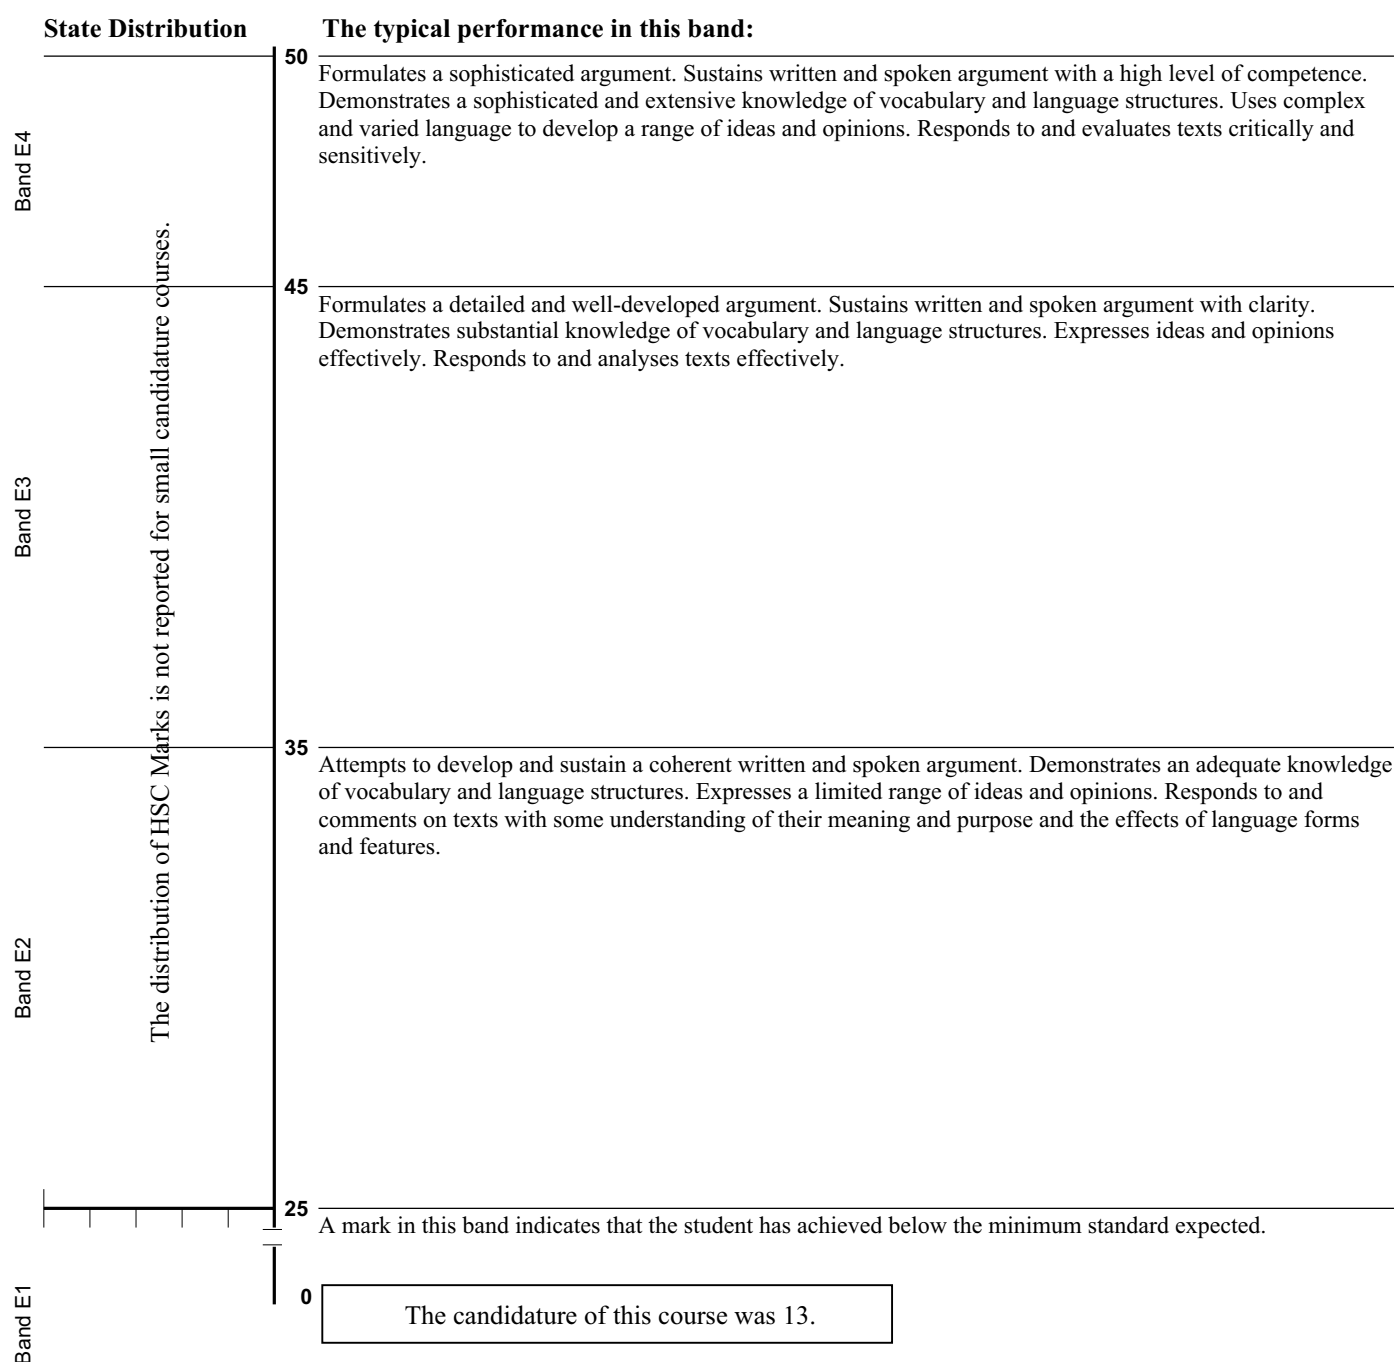 State Distribution
The typical performance in this band:
50
Formulates a sophisticated argument. Sustains written and spoken argument with a high level of competence.
Demonstrates a sophisticated and extensive knowledge of vocabulary and language structures. Uses complex
and varied language to develop a range of ideas and opinions. Responds to and evaluates texts critically and
sensitively.
Band E4
The distribution of HSC Marks is not reported for small candidature courses.
45
Formulates a detailed and well-developed argument. Sustains written and spoken argument with clarity.
Demonstrates substantial knowledge of vocabulary and language structures. Expresses ideas and opinions
effectively. Responds to and analyses texts effectively.
Band E3
35
Attempts to develop and sustain a coherent written and spoken argument. Demonstrates an adequate knowledge
of vocabulary and language structures. Expresses a limited range of ideas and opinions. Responds to and
comments on texts with some understanding of their meaning and purpose and the effects of language forms
and features.
Band E2
25
A mark in this band indicates that the student has achieved below the minimum standard expected.
0
The candidature of this course was 13.
Band E1